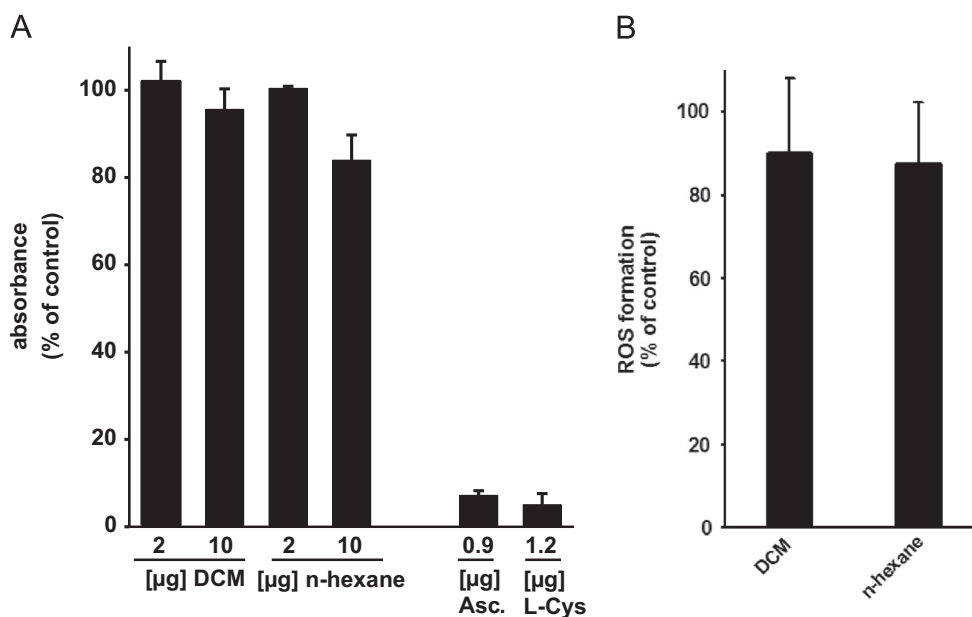 A
absorbance
(% of control)
100
80
60
40
20
0
2 10 2 10 0.9 1.2
[µg] DCM [µg] n-hexane [µg] [µg]
Asc. L-Cys
B
ROS formation
(% of control)
100
80
60
40
20
0
DCM
n-hexane